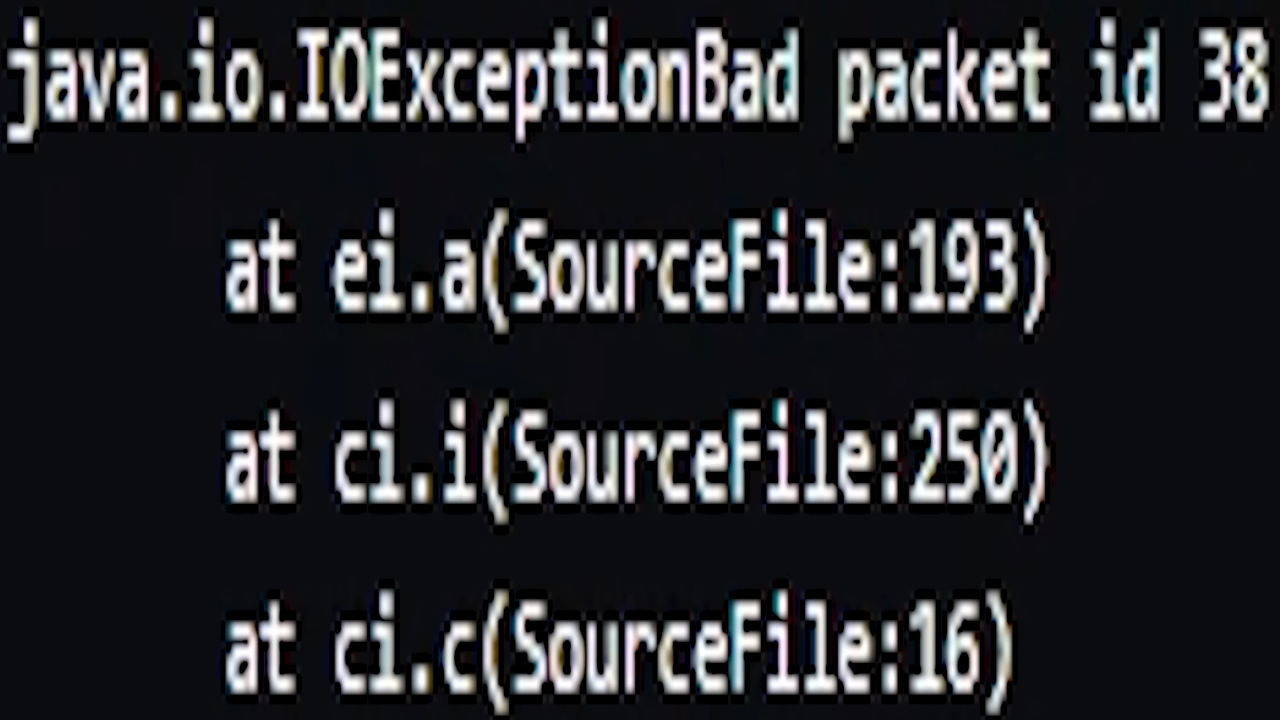 java.io.IOExceptionBad packet id 38
at ei.a(SourceFile:193)
at ci.i(SourceFile:250)
at ci.c(SourceFile:16)